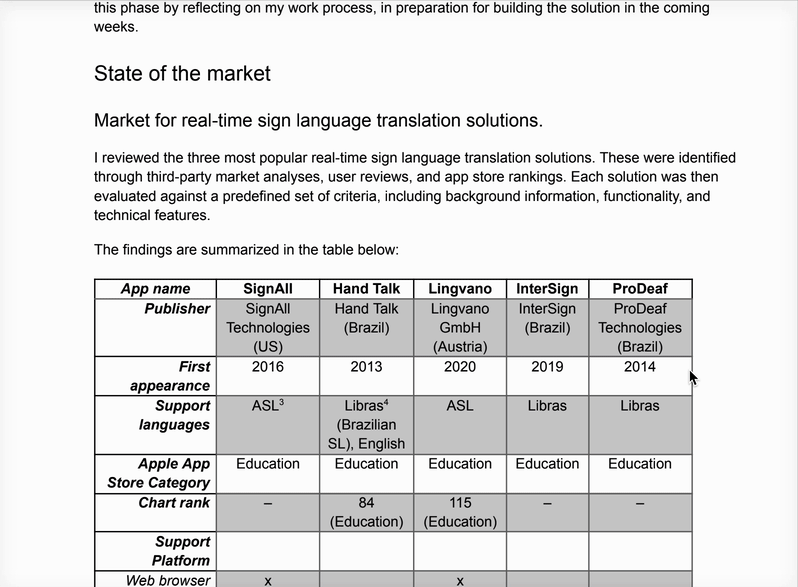 this phase by reflecting on my work process, in preparation for building the solution in the coming
weeks.
State of the market
Market for real-time sign language translation solutions.
I reviewed the three most popular real-time sign language translation solutions. These were identified
through third-party market analyses, user reviews, and app store rankings. Each solution was then
evaluated against a predefined set of criteria, including background information, functionality, and
technical features.
The findings are summarized in the table below:
App name SignAll Hand Talk Lingvano InterSign ProDeaf
Publisher SignAll Hand Talk Lingvano InterSign ProDeaf
Technologies (Brazil) GmbH (Brazil) Technologies
(US) (Austria) (Brazil)
First 2016 2013 2020 2019 2014
appearance
Support ASL³ Libras⁴ ASL Libras Libras
languages (Brazilian
SL), English
Apple App Education Education Education Education Education
Store Category
Chart rank – 84 115 – –
(Education) (Education)
Support
Platform
Web browser x x